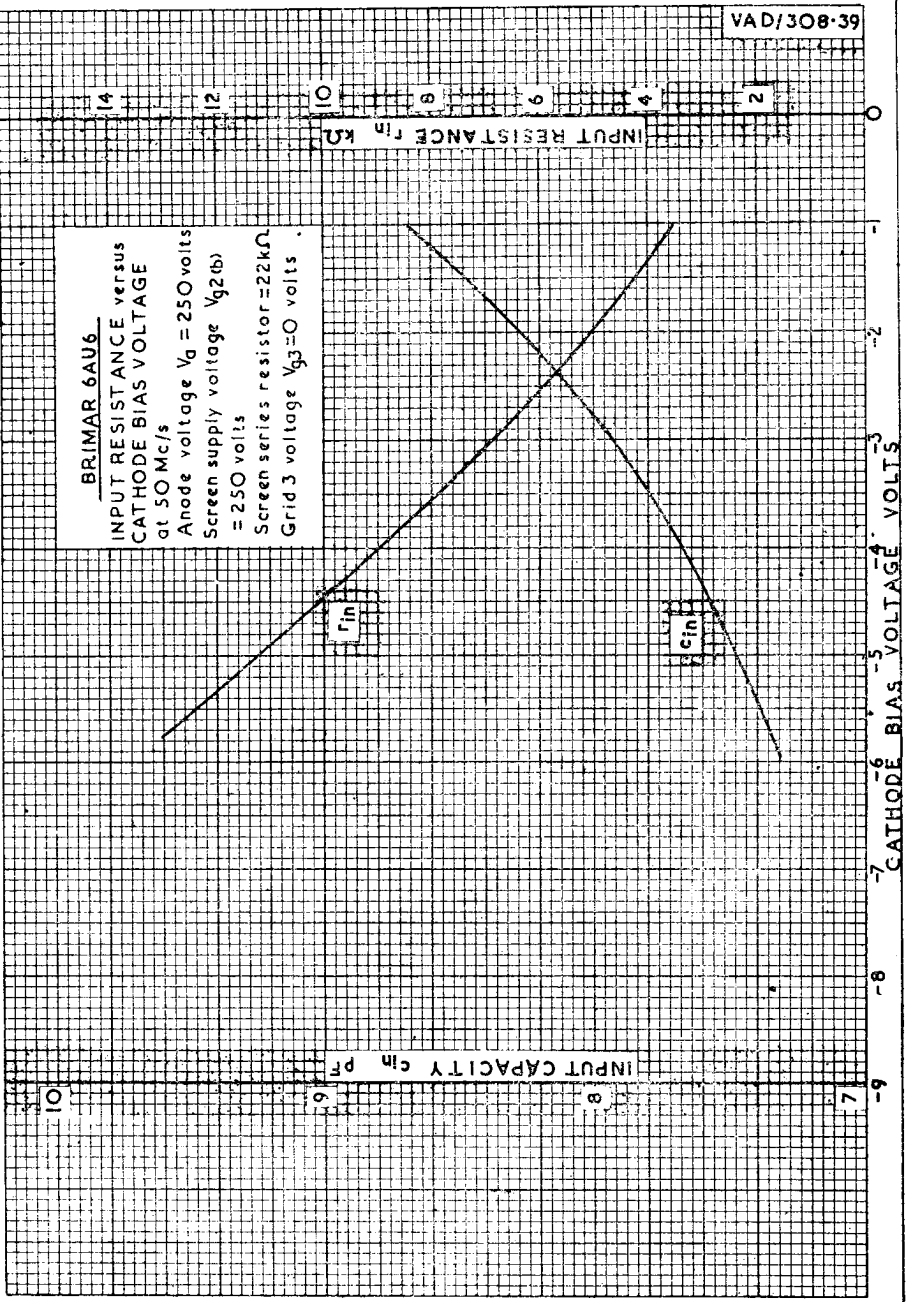 VAD/308·39
BRIMAR 6AU6
INPUT RESISTANCE versus
CATHODE BIAS VOLTAGE
at 50 Mc/s
Anode voltage Va = 250 volts
Screen supply voltage Vg2(b)
= 250 volts
Screen series resistor = 22kΩ
Grid 3 voltage Vg3 = 0 volts
14
12
10
8
6
4
2
INPUT RESISTANCE rin kΩ
rin
cin
10
9
8
7
INPUT CAPACITY cin pF
-9
-8
-7
-6
-5
-4
-3
-2
-1
0
CATHODE BIAS VOLTAGE VOLTS